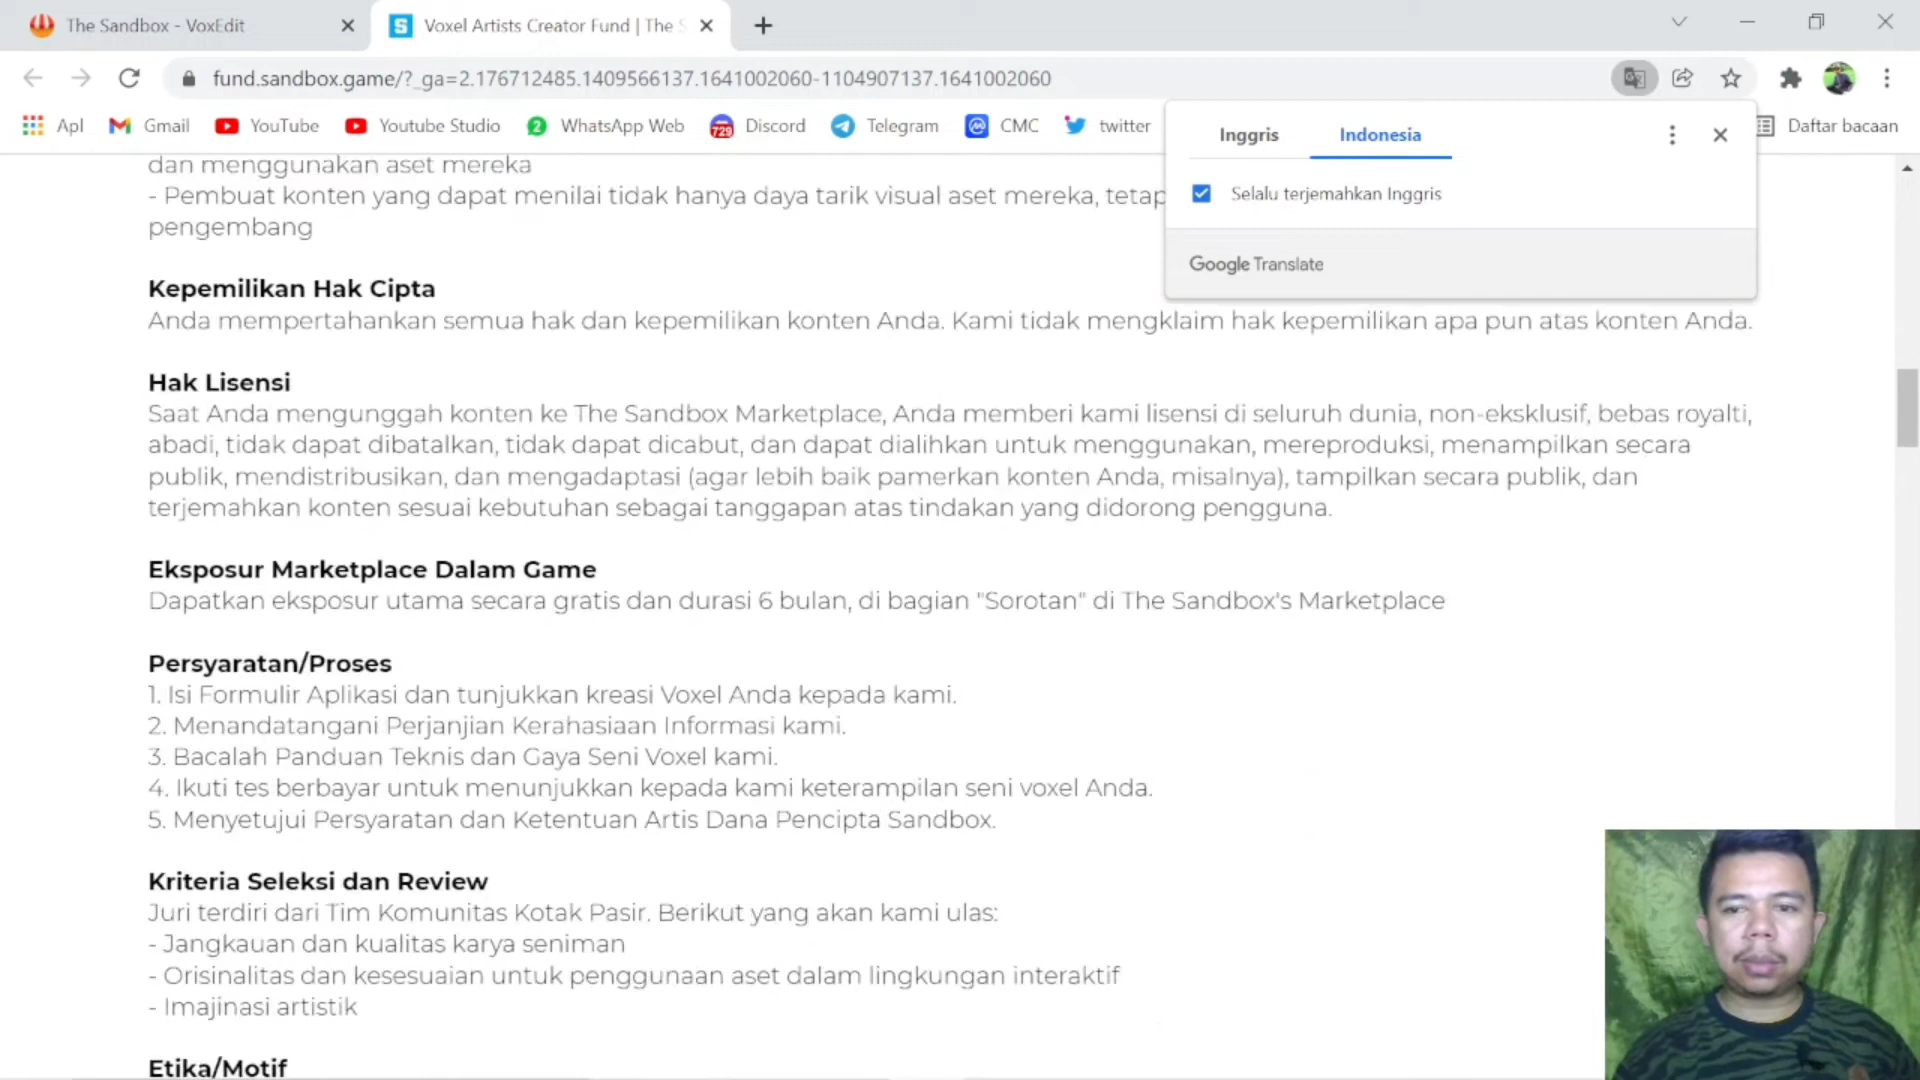 The Sandbox - VoxEdit
Voxel Artists Creator Fund | The S
fund.sandbox.game/?_ga=2.176712485.1409566137.1641002060-1104907137.1641002060
Apl
Gmail
YouTube
Youtube Studio
2
WhatsApp Web
729
Discord
Telegram
CMC
twitter
Daftar bacaan
Inggris
Indonesia
Selalu terjemahkan Inggris
Google Translate
dan menggunakan aset mereka
- Pembuat konten yang dapat menilai tidak hanya daya tarik visual aset mereka, tetap
pengembang
Kepemilikan Hak Cipta
Anda mempertahankan semua hak dan kepemilikan konten Anda. Kami tidak mengklaim hak kepemilikan apa pun atas konten Anda.
Hak Lisensi
Saat Anda mengunggah konten ke The Sandbox Marketplace, Anda memberi kami lisensi di seluruh dunia, non-eksklusif, bebas royalti,
abadi, tidak dapat dibatalkan, tidak dapat dicabut, dan dapat dialihkan untuk menggunakan, mereproduksi, menampilkan secara
publik, mendistribusikan, dan mengadaptasi (agar lebih baik pamerkan konten Anda, misalnya), tampilkan secara publik, dan
terjemahkan konten sesuai kebutuhan sebagai tanggapan atas tindakan yang didorong pengguna.
Eksposur Marketplace Dalam Game
Dapatkan eksposur utama secara gratis dan durasi 6 bulan, di bagian "Sorotan" di The Sandbox's Marketplace
Persyaratan/Proses
1. Isi Formulir Aplikasi dan tunjukkan kreasi Voxel Anda kepada kami.
2. Menandatangani Perjanjian Kerahasiaan Informasi kami.
3. Bacalah Panduan Teknis dan Gaya Seni Voxel kami.
4. Ikuti tes berbayar untuk menunjukkan kepada kami keterampilan seni voxel Anda.
5. Menyetujui Persyaratan dan Ketentuan Artis Dana Pencipta Sandbox.
Kriteria Seleksi dan Review
Juri terdiri dari Tim Komunitas Kotak Pasir. Berikut yang akan kami ulas:
- Jangkauan dan kualitas karya seniman
- Orisinalitas dan kesesuaian untuk penggunaan aset dalam lingkungan interaktif
- Imajinasi artistik
Etika/Motif